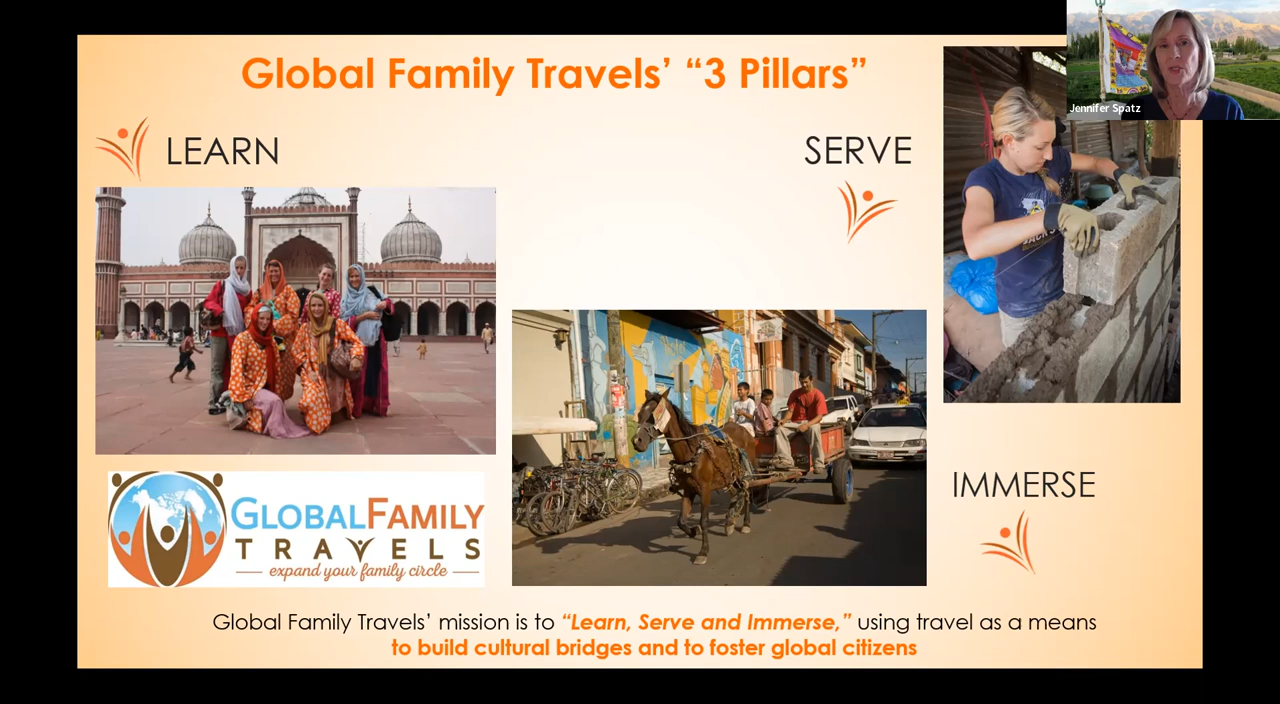 Global Family Travels’ “3 Pillars”
Jennifer Spatz
LEARN
SERVE
IMMERSE
GLOBALFAMILY
TRAVELS
expand your family circle
Global Family Travels’ mission is to “Learn, Serve and Immerse,” using travel as a means
to build cultural bridges and to foster global citizens